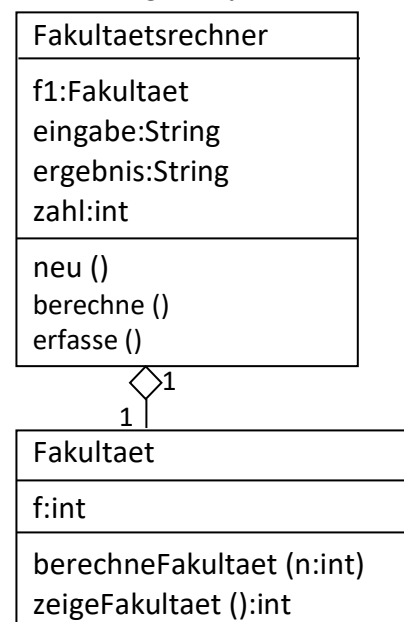 Fakultaetsrechner
f1:Fakultaet
eingabe:String
ergebnis:String
zahl:int
neu ()
berechne ()
erfasse ()
1
1
Fakultaet
f:int
berechneFakultaet (n:int)
zeigeFakultaet ():int